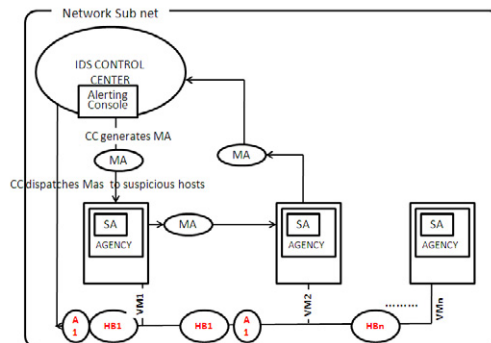 Network Sub net
IDS CONTROL
CENTER
Alerting
Console
CC generates MA
MA
MA
CC dispatches Mas to suspicious hosts
SA
AGENCY
MA
SA
AGENCY
SA
AGENCY
VM1
VM2
.........
VMn
A
1
HB1
HB1
A
1
HBn